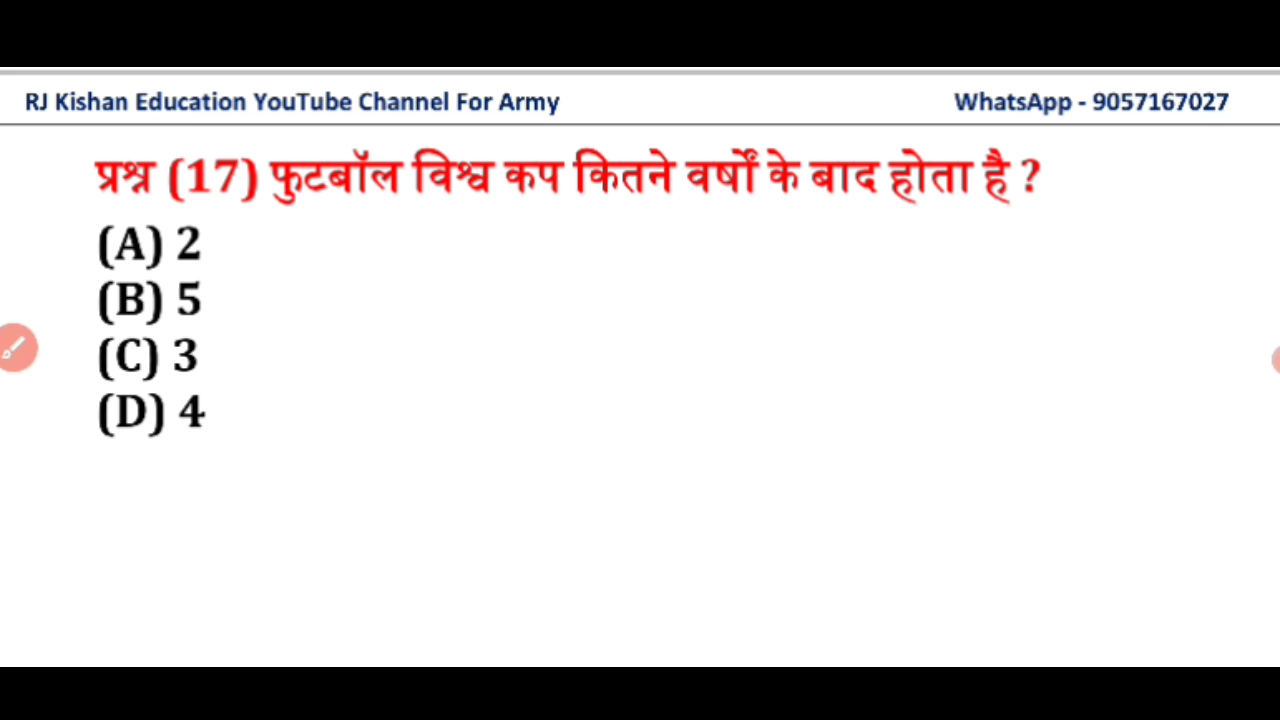 RJ Kishan Education YouTube Channel For Army WhatsApp - 9057167027
प्रश्न (17) फुटबॉल विश्व कप कितने वर्षों के बाद होता है ?
(A) 2
(B) 5
(C) 3
(D) 4